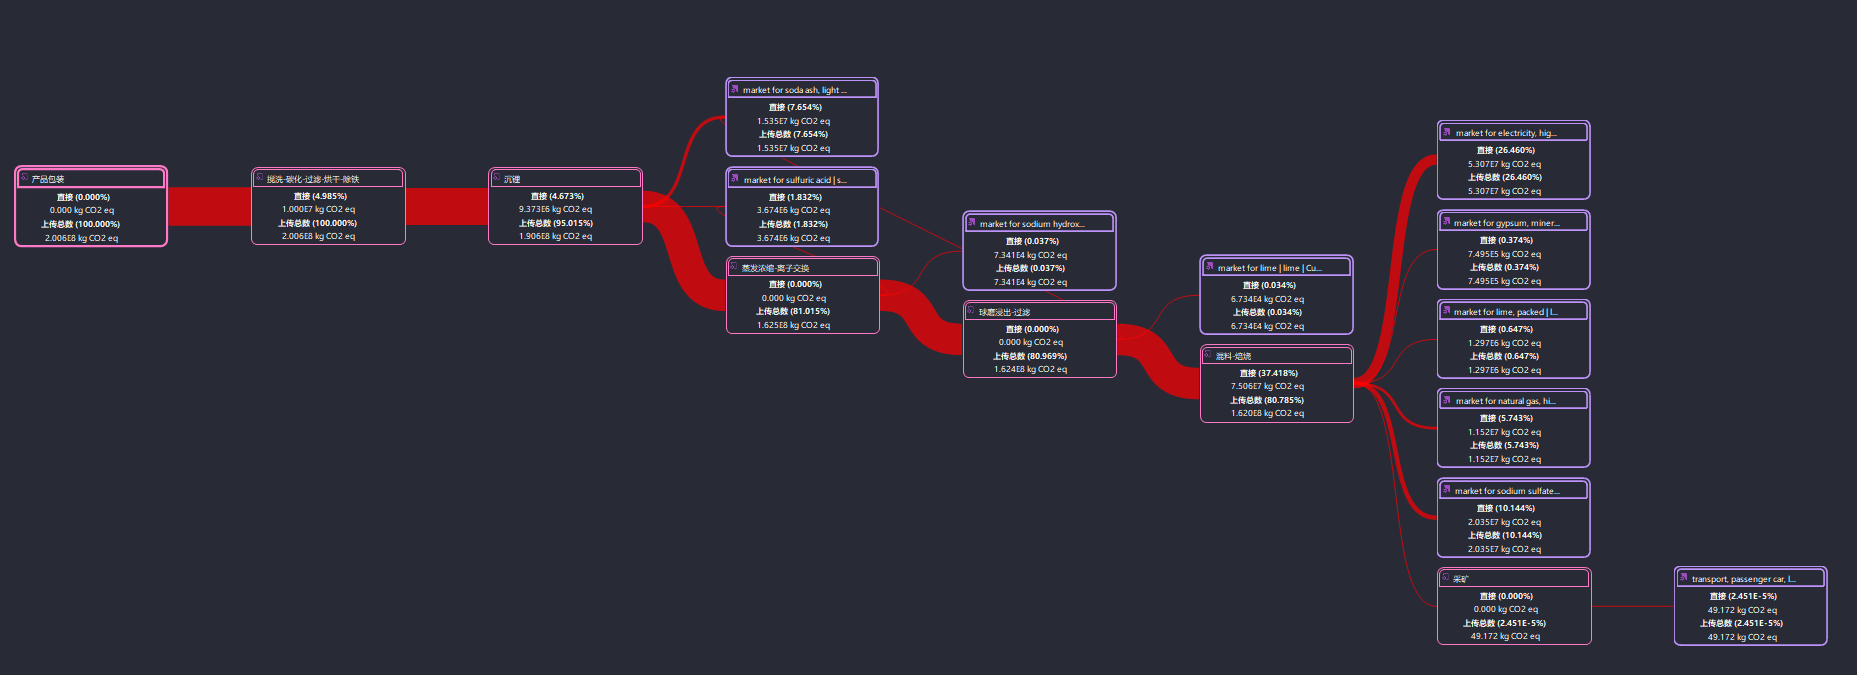 产品包装
直接 (0.000%)
0.000 kg CO2 eq
上传总数 (100.000%)
2.006E8 kg CO2 eq
搅洗-碳化-过滤-烘干-除铁
直接 (4.985%)
1.000E7 kg CO2 eq
上传总数 (100.000%)
2.006E8 kg CO2 eq
沉锂
直接 (4.673%)
9.373E6 kg CO2 eq
上传总数 (95.015%)
1.906E8 kg CO2 eq
market for soda ash, light ...
直接 (7.654%)
1.535E7 kg CO2 eq
上传总数 (7.654%)
1.535E7 kg CO2 eq
market for sulfuric acid | s...
直接 (1.832%)
3.674E6 kg CO2 eq
上传总数 (1.832%)
3.674E6 kg CO2 eq
蒸发浓缩-离子交换
直接 (0.000%)
0.000 kg CO2 eq
上传总数 (81.015%)
1.625E8 kg CO2 eq
market for sodium hydrox...
直接 (0.037%)
7.341E4 kg CO2 eq
上传总数 (0.037%)
7.341E4 kg CO2 eq
球磨浸出-过滤
直接 (0.000%)
0.000 kg CO2 eq
上传总数 (80.969%)
1.624E8 kg CO2 eq
market for lime | lime | Cu...
直接 (0.034%)
6.734E4 kg CO2 eq
上传总数 (0.034%)
6.734E4 kg CO2 eq
混料-焙烧
直接 (37.418%)
7.506E7 kg CO2 eq
上传总数 (80.785%)
1.620E8 kg CO2 eq
market for electricity, hig...
直接 (26.460%)
5.307E7 kg CO2 eq
上传总数 (26.460%)
5.307E7 kg CO2 eq
market for gypsum, miner...
直接 (0.374%)
7.495E5 kg CO2 eq
上传总数 (0.374%)
7.495E5 kg CO2 eq
market for lime, packed | l...
直接 (0.647%)
1.297E6 kg CO2 eq
上传总数 (0.647%)
1.297E6 kg CO2 eq
market for natural gas, hi...
直接 (5.743%)
1.152E7 kg CO2 eq
上传总数 (5.743%)
1.152E7 kg CO2 eq
market for sodium sulfate...
直接 (10.144%)
2.035E7 kg CO2 eq
上传总数 (10.144%)
2.035E7 kg CO2 eq
采矿
直接 (0.000%)
0.000 kg CO2 eq
上传总数 (2.451E-5%)
49.172 kg CO2 eq
transport, passenger car, l...
直接 (2.451E-5%)
49.172 kg CO2 eq
上传总数 (2.451E-5%)
49.172 kg CO2 eq